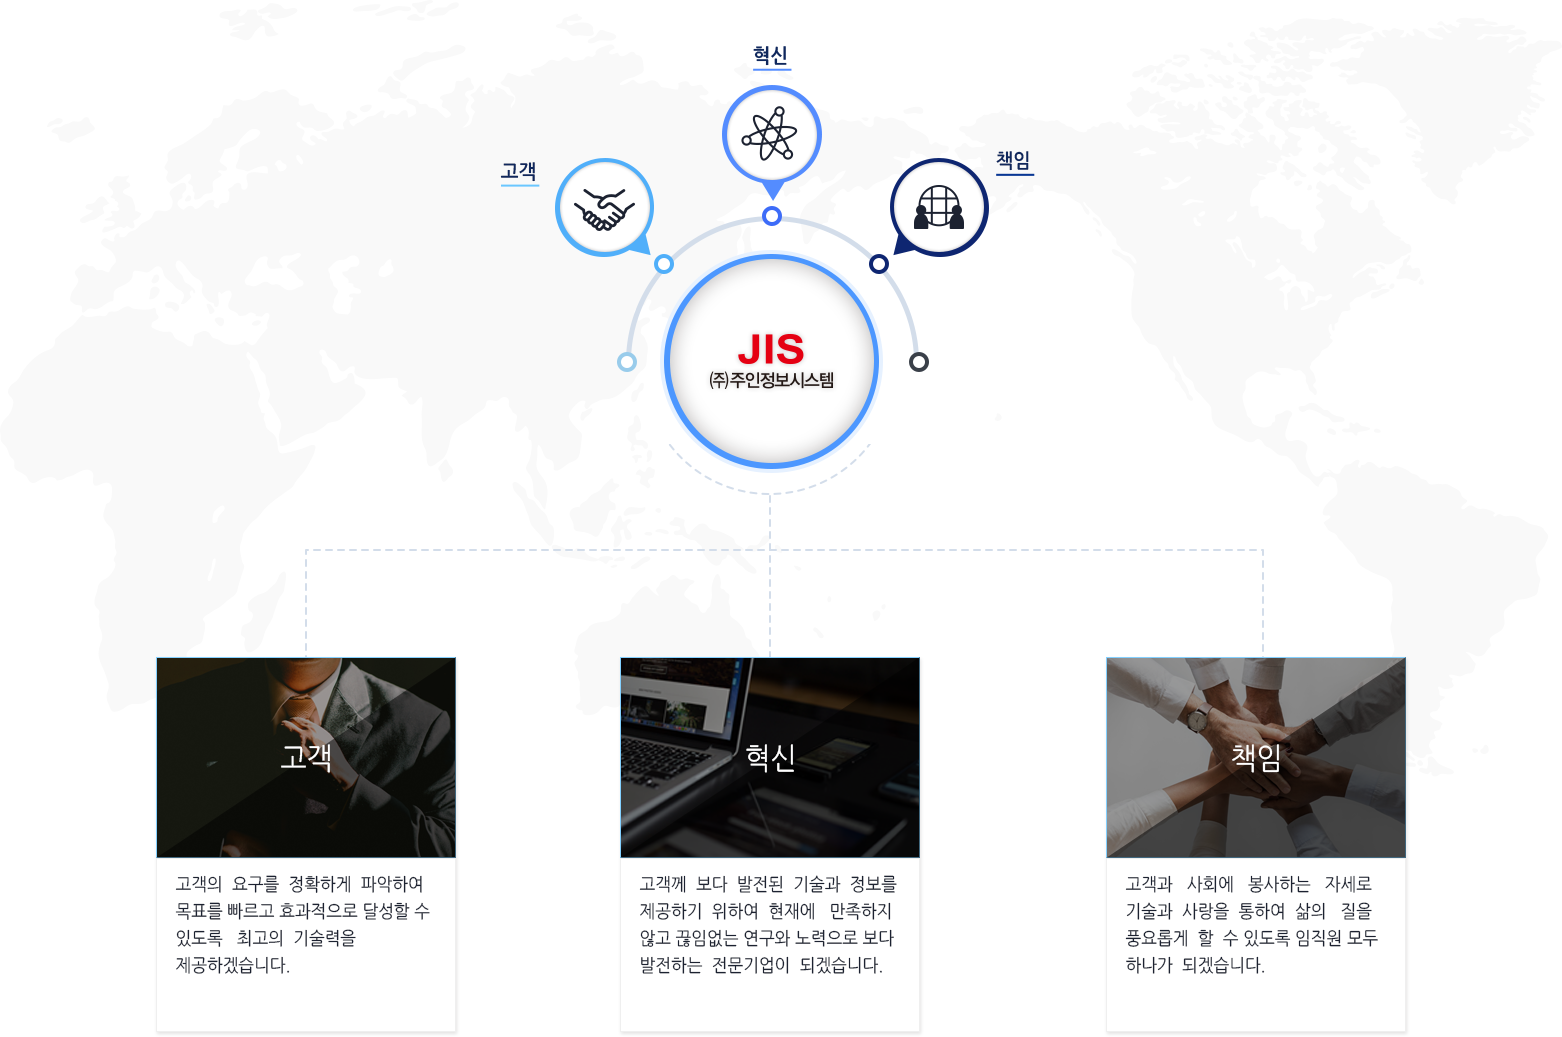 혁신
고객
책임
JIS
(주)주인정보시스템
고객
고객의 요구를 정확하게 파악하여
목표를 빠르고 효과적으로 달성할 수
있도록 최고의 기술력을
제공하겠습니다.
혁신
고객께 보다 발전된 기술과 정보를
제공하기 위하여 현재에 만족하지
않고 끊임없는 연구와 노력으로 보다
발전하는 전문기업이 되겠습니다.
책임
고객과 사회에 봉사하는 자세로
기술과 사랑을 통하여 삶의 질을
풍요롭게 할 수 있도록 임직원 모두
하나가 되겠습니다.